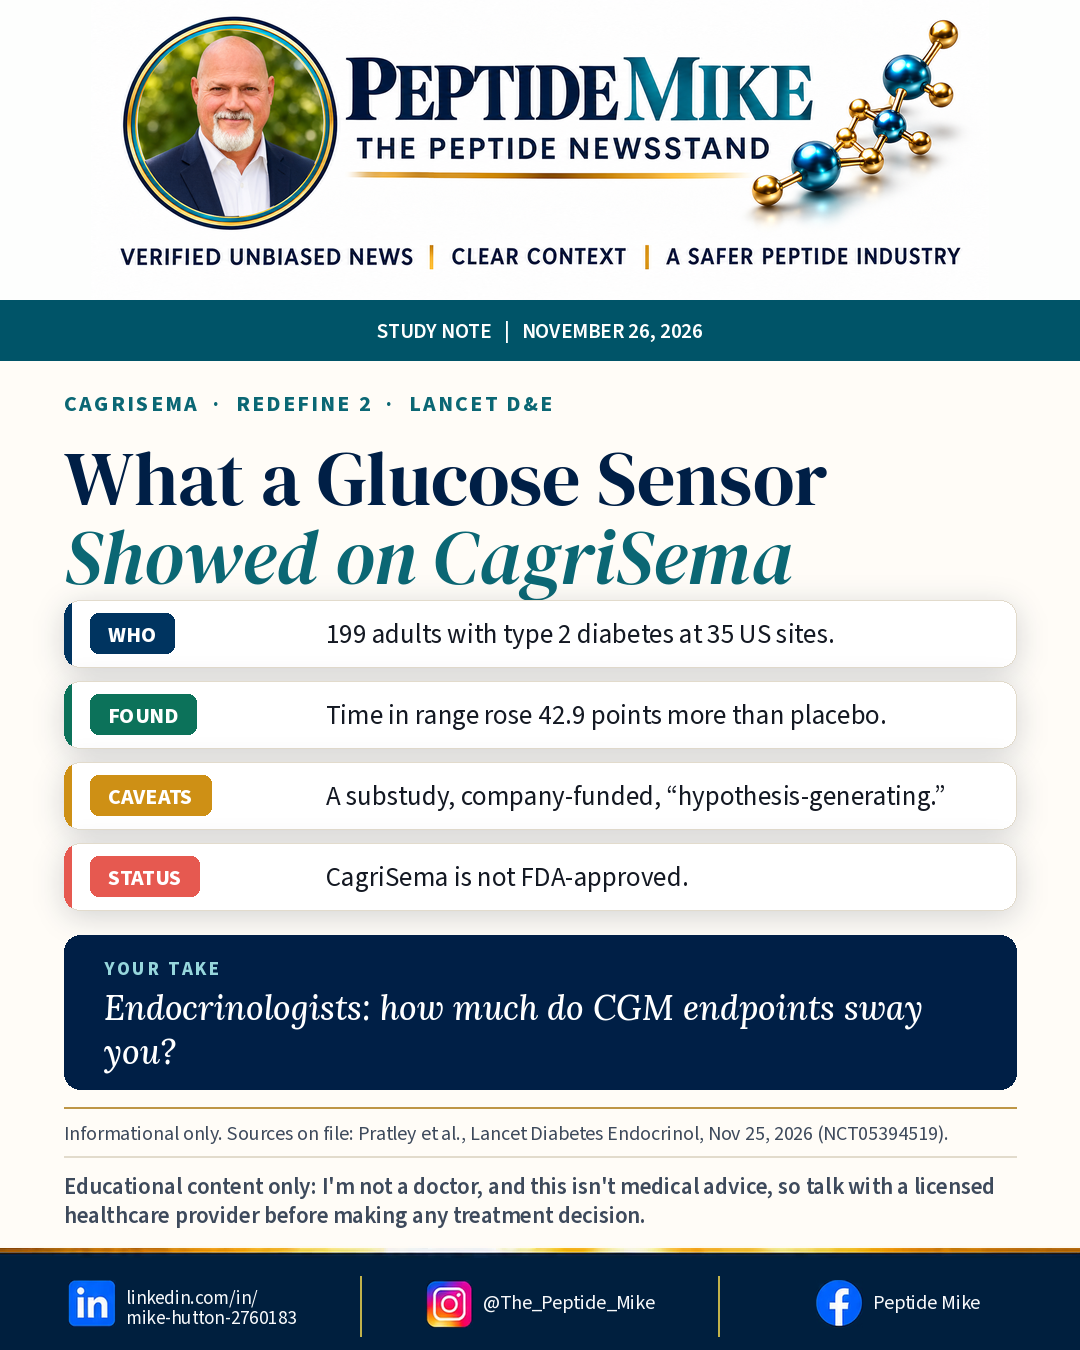 PEPTIDEMIKE
THE PEPTIDE NEWSSTAND
VERIFIED UNBIASED NEWS | CLEAR CONTEXT | A SAFER PEPTIDE INDUSTRY
STUDY NOTE | NOVEMBER 26, 2026
CAGRISEMA · REDEFINE 2 · LANCET D&E
What a Glucose Sensor
Showed on CagriSema
WHO 199 adults with type 2 diabetes at 35 US sites.
FOUND Time in range rose 42.9 points more than placebo.
CAVEATS A substudy, company-funded, “hypothesis-generating.”
STATUS CagriSema is not FDA-approved.
YOUR TAKE
Endocrinologists: how much do CGM endpoints sway
you?
Informational only. Sources on file: Pratley et al., Lancet Diabetes Endocrinol, Nov 25, 2026 (NCT05394519).
Educational content only: I'm not a doctor, and this isn't medical advice, so talk with a licensed
healthcare provider before making any treatment decision.
in linkedin.com/in/
mike-hutton-2760183
@The_Peptide_Mike
Peptide Mike